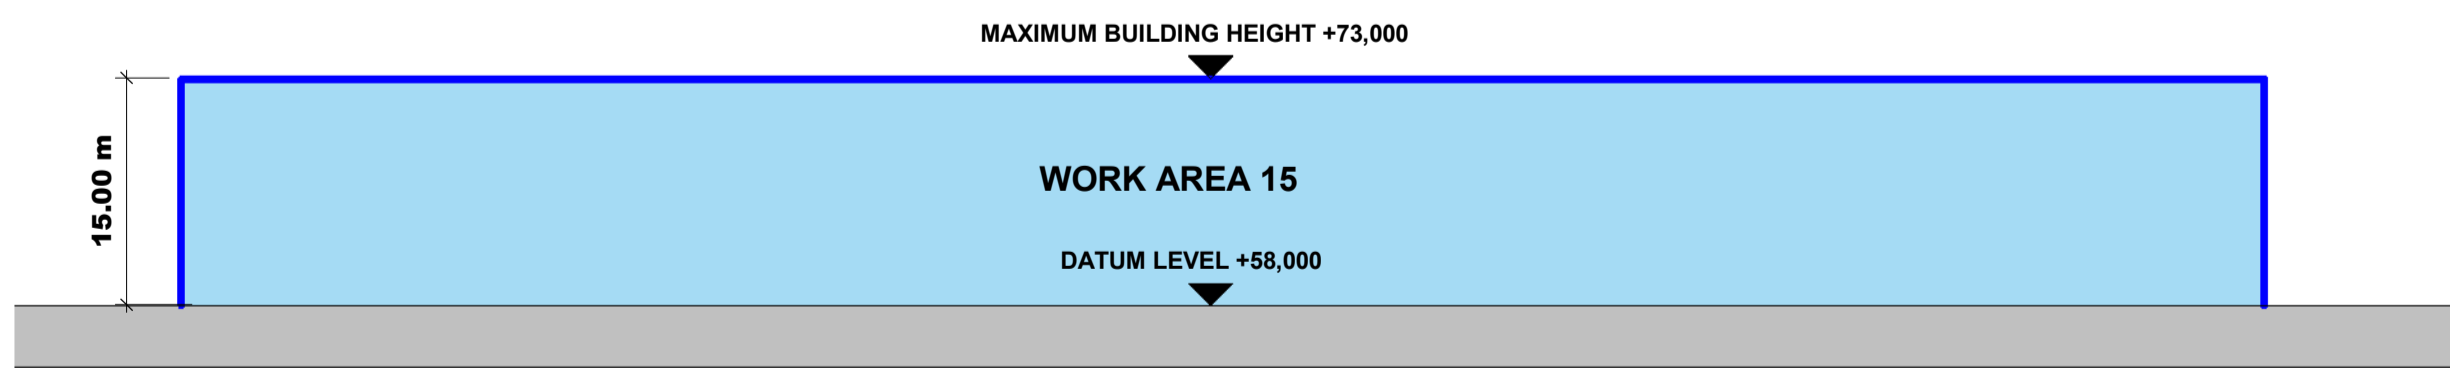 MAXIMUM BUILDING HEIGHT +73,000
15.00 m
WORK AREA 15
DATUM LEVEL +58,000